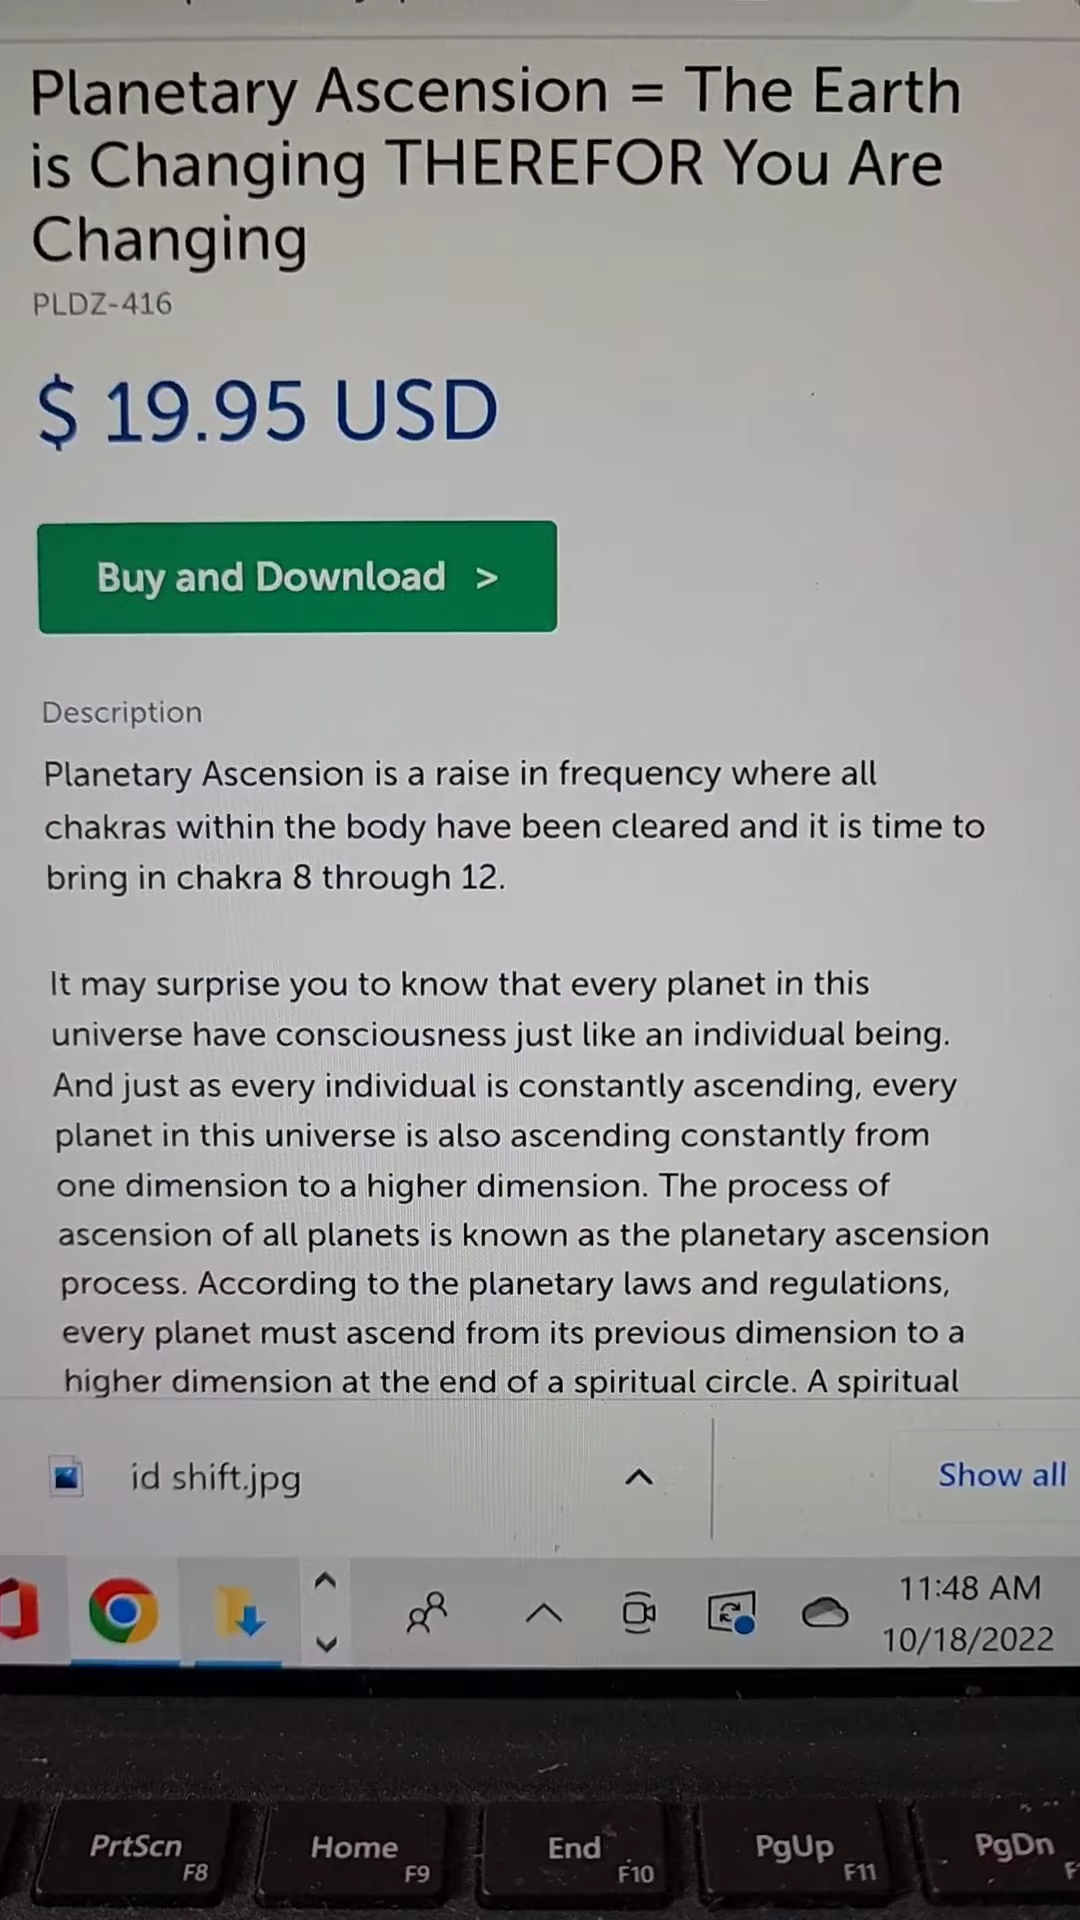 Planetary Ascension = The Earth
is Changing THEREFOR You Are
Changing
PLDZ-416
$ 19.95 USD
Buy and Download >
Description
Planetary Ascension is a raise in frequency where all
chakras within the body have been cleared and it is time to
bring in chakra 8 through 12.
It may surprise you to know that every planet in this
universe have consciousness just like an individual being.
And just as every individual is constantly ascending, every
planet in this universe is also ascending constantly from
one dimension to a higher dimension. The process of
ascension of all planets is known as the planetary ascension
process. According to the planetary laws and regulations,
every planet must ascend from its previous dimension to a
higher dimension at the end of a spiritual circle. A spiritual
id shift.jpg
Show all
11:48 AM
10/18/2022
PrtScn Home End PgUp PgDn
F8 F9 F10 F11